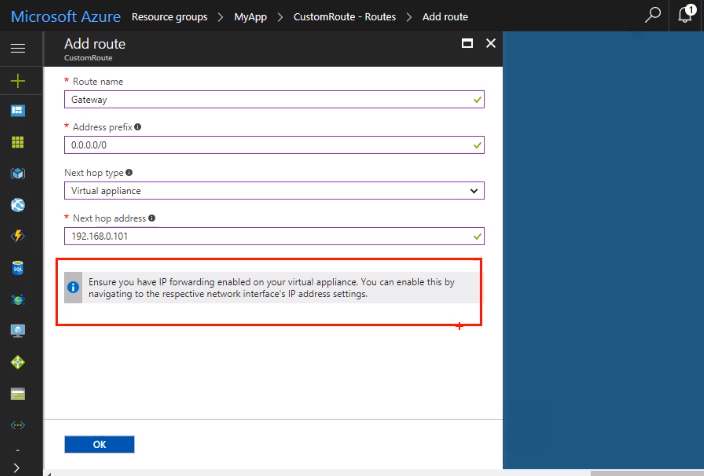 Microsoft Azure Resource groups > MyApp > CustomRoute - Routes > Add route 1
Add route
CustomRoute
* Route name
Gateway
* Address prefix
0.0.0.0/0
Next hop type
Virtual appliance
* Next hop address
192.168.0.101
Ensure you have IP forwarding enabled on your virtual appliance. You can enable this by
navigating to the respective network interface's IP address settings.
SQL
OK